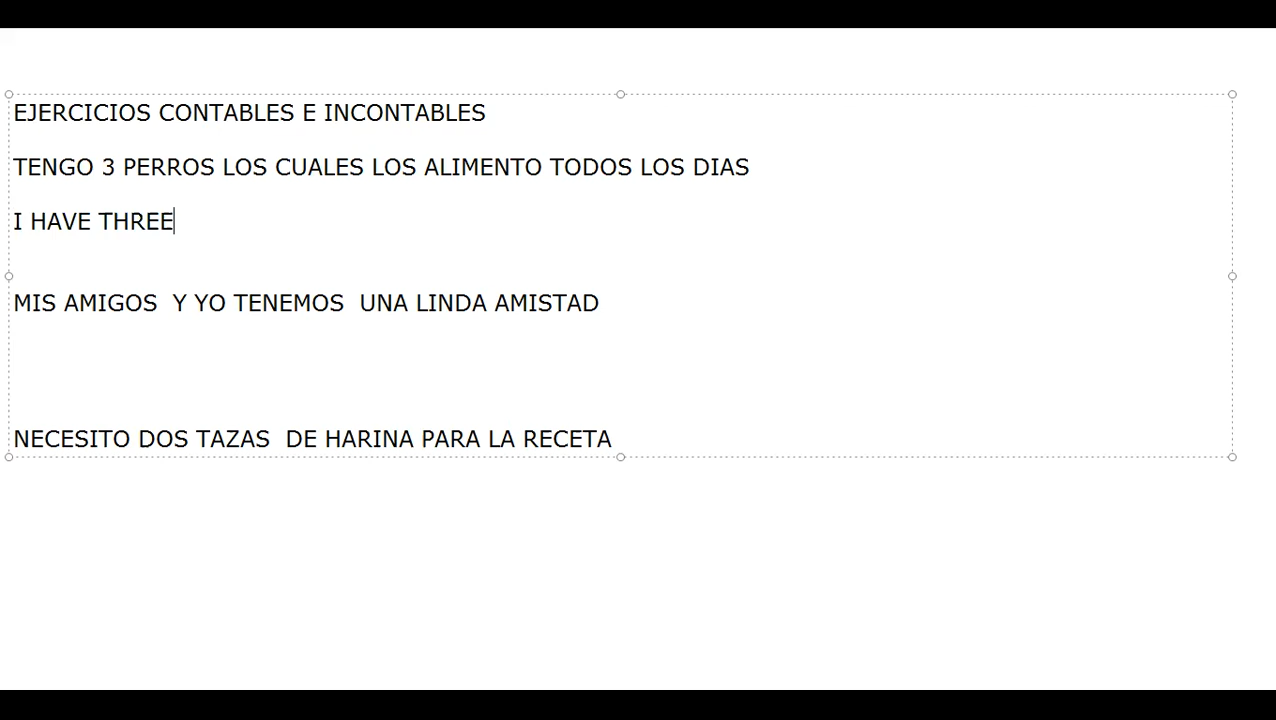 EJERCICIOS CONTABLES E INCONTABLES
TENGO 3 PERROS LOS CUALES LOS ALIMENTO TODOS LOS DIAS
I HAVE THREE
MIS AMIGOS  Y YO TENEMOS  UNA LINDA AMISTAD
NECESITO DOS TAZAS  DE HARINA PARA LA RECETA